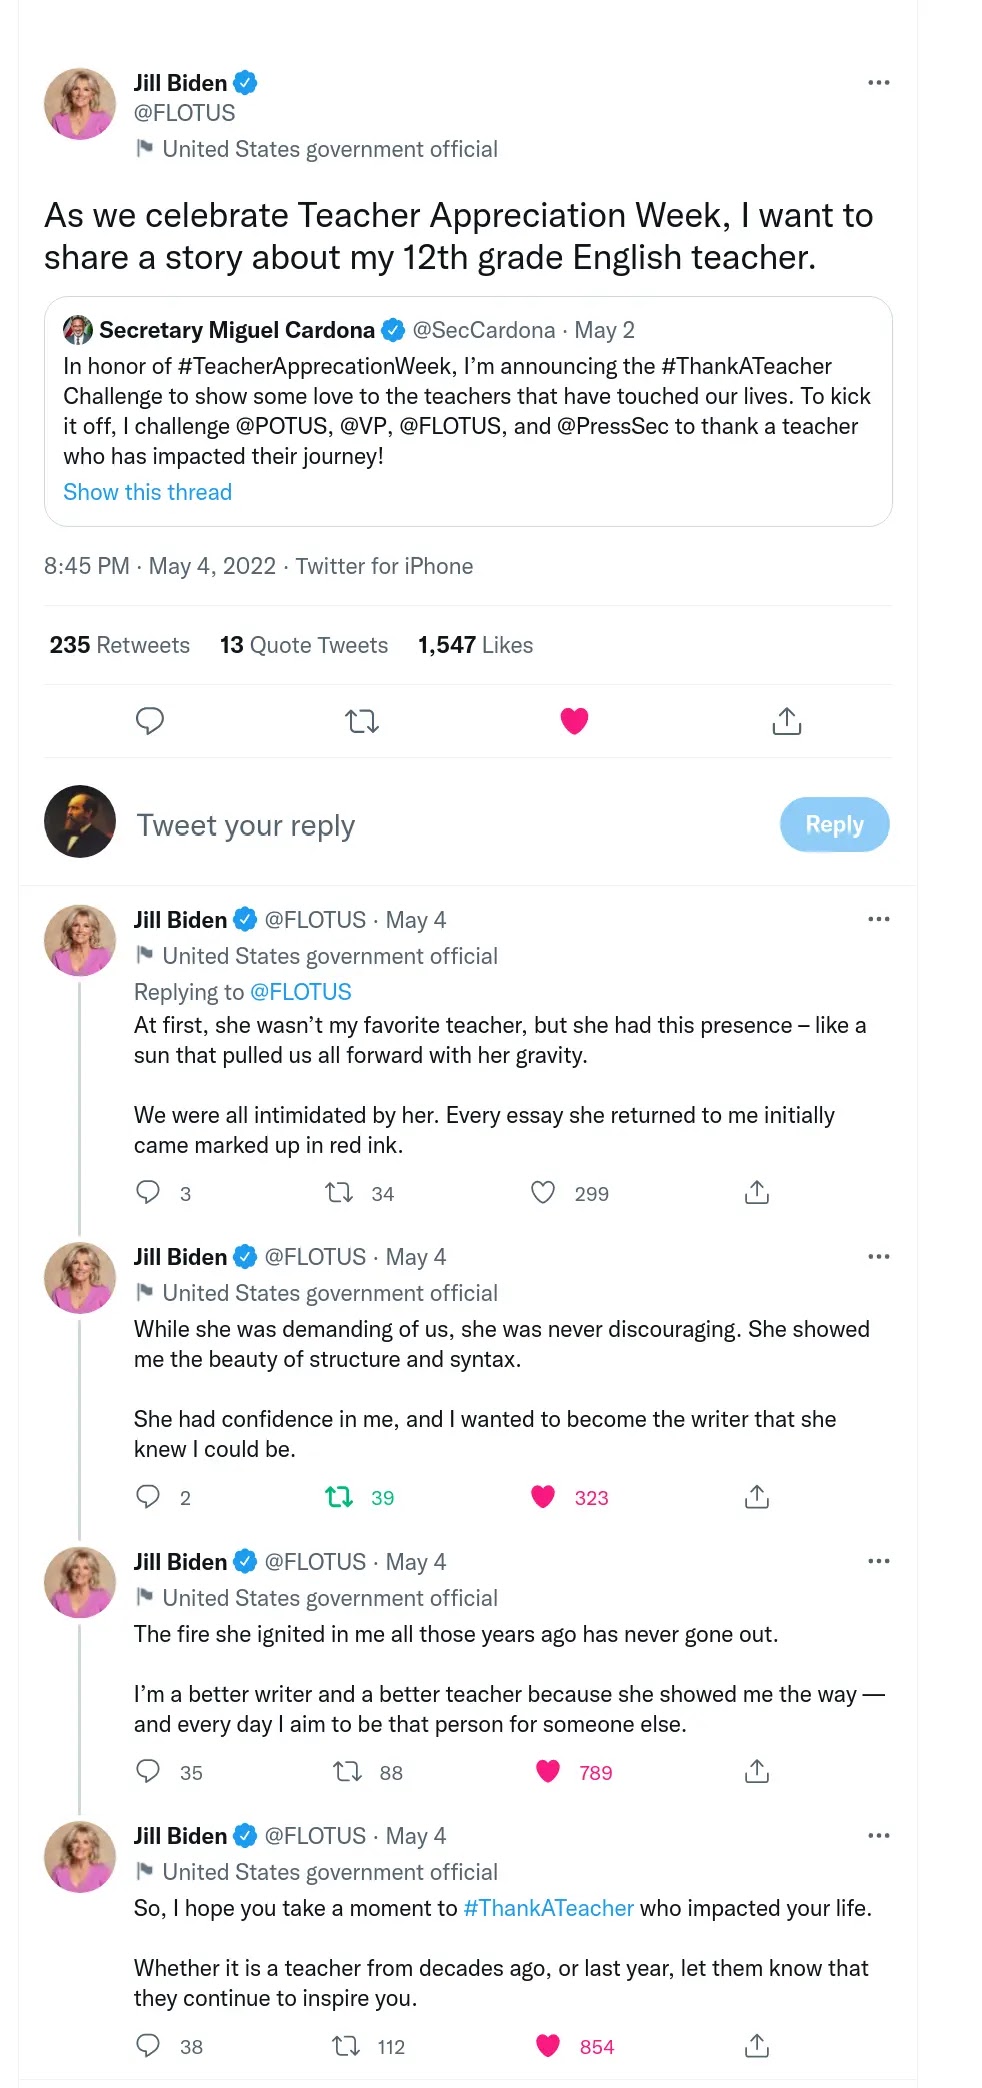 Jill Biden
@FLOTUS
United States government official
As we celebrate Teacher Appreciation Week, I want to
share a story about my 12th grade English teacher.
Secretary Miguel Cardona @SecCardona · May 2
In honor of #TeacherApprecationWeek, I’m announcing the #ThankATeacher
Challenge to show some love to the teachers that have touched our lives. To kick
it off, I challenge @POTUS, @VP, @FLOTUS, and @PressSec to thank a teacher
who has impacted their journey!
Show this thread
8:45 PM · May 4, 2022 · Twitter for iPhone
235 Retweets 13 Quote Tweets 1,547 Likes
Tweet your reply
Reply
Jill Biden @FLOTUS · May 4
United States government official
Replying to @FLOTUS
At first, she wasn’t my favorite teacher, but she had this presence – like a
sun that pulled us all forward with her gravity.
We were all intimidated by her. Every essay she returned to me initially
came marked up in red ink.
3 34 299
Jill Biden @FLOTUS · May 4
United States government official
While she was demanding of us, she was never discouraging. She showed
me the beauty of structure and syntax.
She had confidence in me, and I wanted to become the writer that she
knew I could be.
2 39 323
Jill Biden @FLOTUS · May 4
United States government official
The fire she ignited in me all those years ago has never gone out.
I’m a better writer and a better teacher because she showed me the way —
and every day I aim to be that person for someone else.
35 88 789
Jill Biden @FLOTUS · May 4
United States government official
So, I hope you take a moment to #ThankATeacher who impacted your life.
Whether it is a teacher from decades ago, or last year, let them know that
they continue to inspire you.
38 112 854